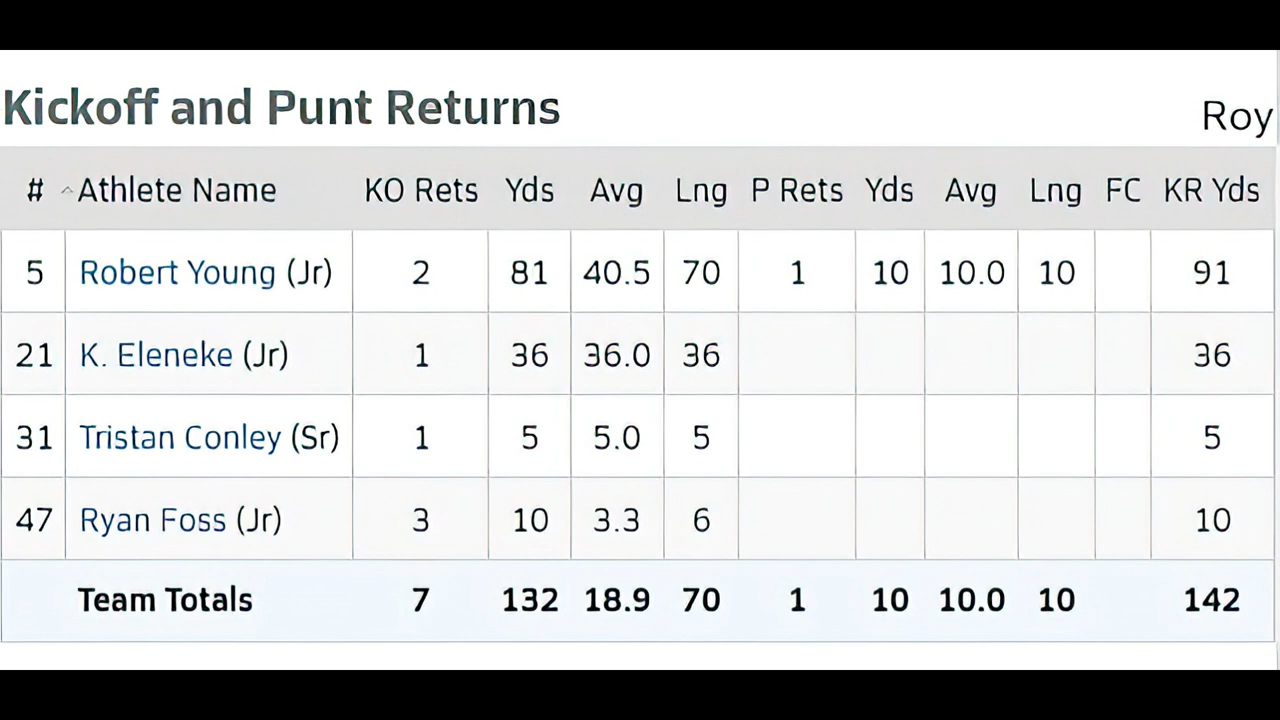 Kickoff and Punt Returns
Roy
# ^ Athlete Name KO Rets Yds Avg Lng P Rets Yds Avg Lng FC KR Yds
5 Robert Young (Jr) 2 81 40.5 70 1 10 10.0 10 91
21 K. Eleneke (Jr) 1 36 36.0 36 36
31 Tristan Conley (Sr) 1 5 5.0 5 5
47 Ryan Foss (Jr) 3 10 3.3 6 10
Team Totals 7 132 18.9 70 1 10 10.0 10 142